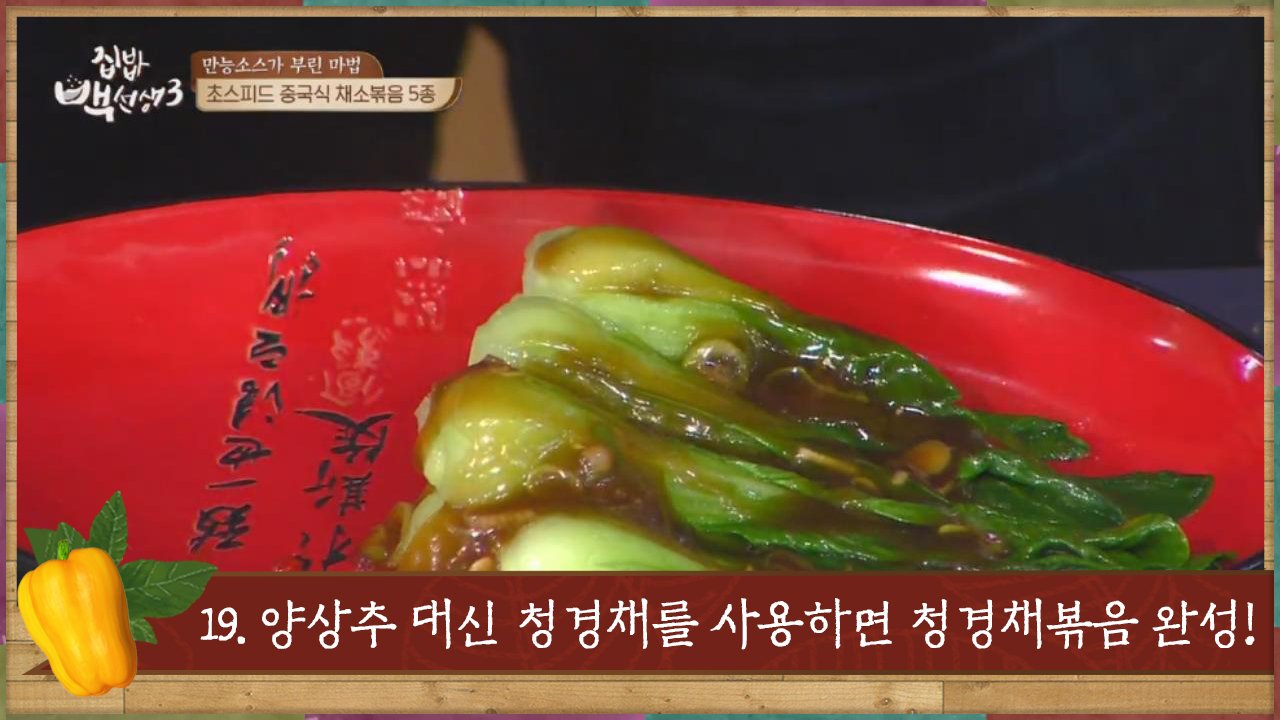 집밥
백선생3
만능소스가 부린 마법
초스피드 중국식 채소볶음 5종
19. 양상추 대신 청경채를 사용하면 청경채볶음 완성!